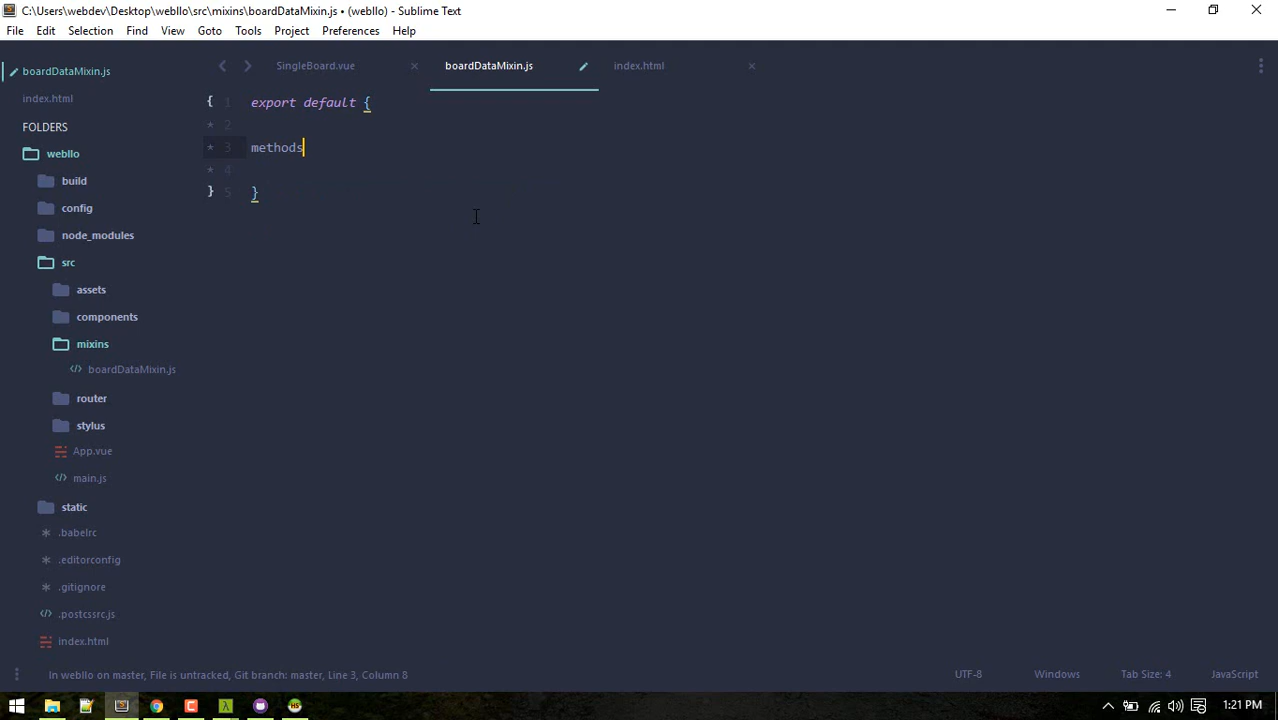 C:\Users\webdev\Desktop\webllo\src\mixins\boardDataMixin.js • (webllo) - Sublime Text
File Edit Selection Find View Goto Tools Project Preferences Help
boardDataMixin.js
index.html
FOLDERS
webllo
build
config
node_modules
src
assets
components
mixins
boardDataMixin.js
router
stylus
App.vue
main.js
static
.babelrc
.editorconfig
.gitignore
.postcssrc.js
index.html
SingleBoard.vue boardDataMixin.js index.html
{ 1 export default {
* 2
* 3 methods
* 4
} 5 }
In webllo on master, File is untracked, Git branch: master, Line 3, Column 8 UTF-8 Windows Tab Size: 4 JavaScript
1:21 PM